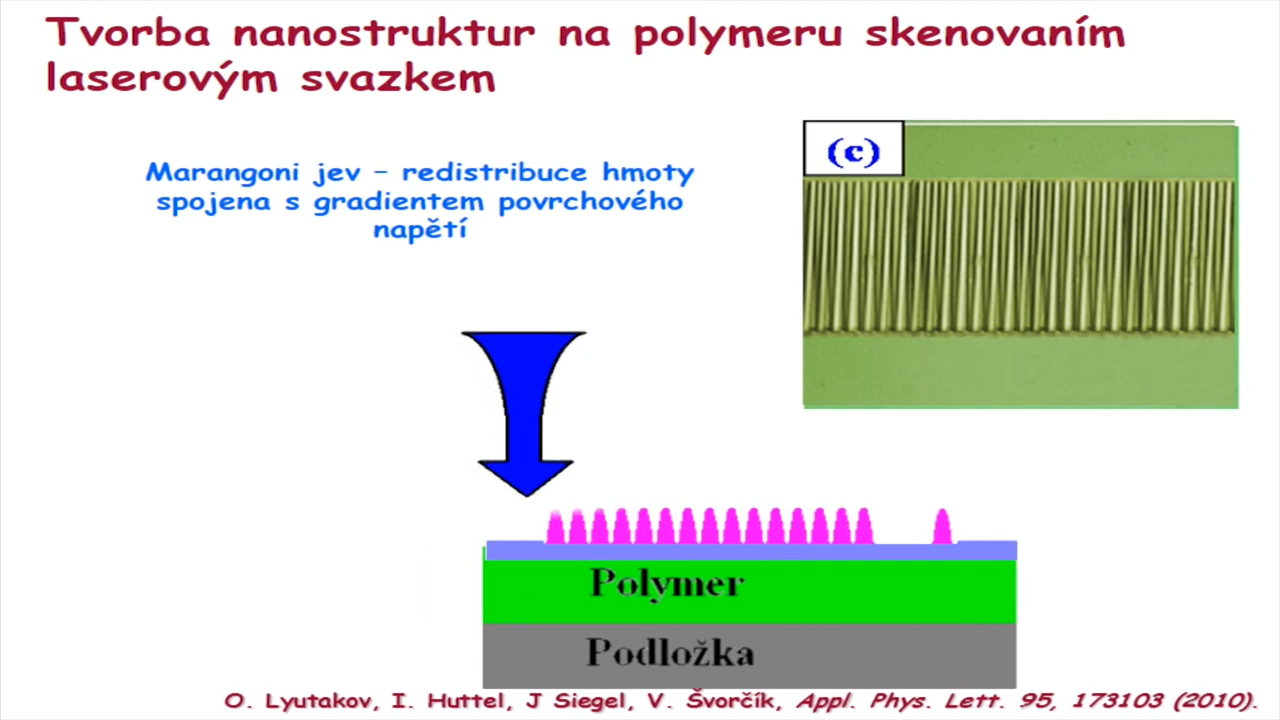 Tvorba nanostruktur na polymeru skenovaním
laserovým svazkem
Marangoni jev – redistribuce hmoty
spojena s gradientem povrchového
napětí
(c)
Polymer
Podložka
O. Lyutakov, I. Huttel, J Siegel, V. Švorčík, Appl. Phys. Lett. 95, 173103 (2010).